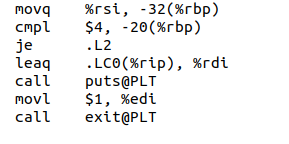 movq %rsi, -32(%rbp)
cmpl $4, -20(%rbp)
je .L2
leaq .LC0(%rip), %rdi
call puts@PLT
movl $1, %edi
call exit@PLT